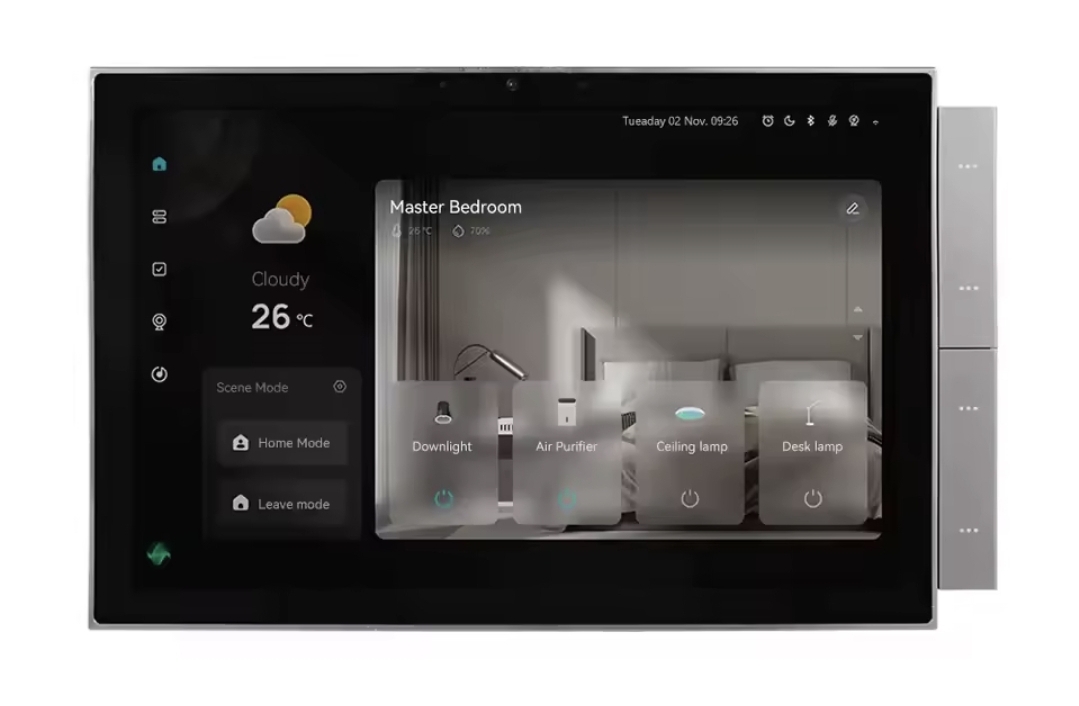 Tueaday 02 Nov. 09:26
Cloudy
26 ℃
Scene Mode
Home Mode
Leave mode
Master Bedroom
26℃ 70%
Downlight
Air Purifier
Ceiling lamp
Desk lamp